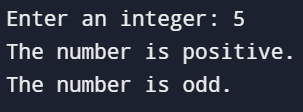 Enter an integer: 5
The number is positive.
The number is odd.